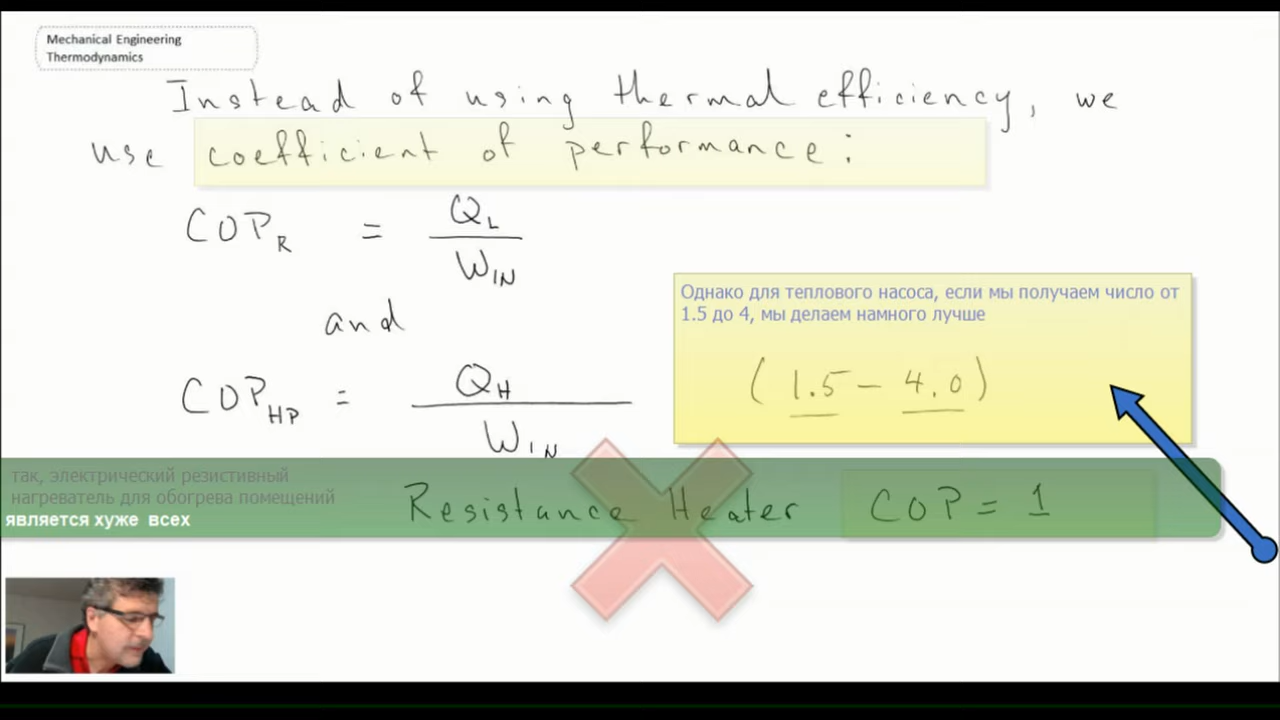 Mechanical Engineering
Thermodynamics
Instead of using thermal efficiency, we
use coefficient of performance:
COP_R = Q_L / W_IN
and
COP_HP = Q_H / W_IN
Однако для теплового насоса, если мы получаем число от
1.5 до 4, мы делаем намного лучше
(1.5 – 4.0)
так, электрический резистивный
нагреватель для обогрева помещений
является хуже всех
Resistance Heater COP = 1